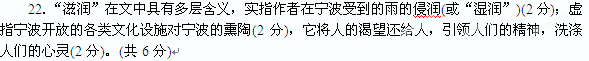 22．“滋润”在文中具有多层含义，实指作者在宁波受到的雨的侵润(或“湿润”)(2 分)；虚
指宁波开放的各类文化设施对宁波的熏陶(2 分)，它将人的渴望还给人，引领人们的精神，洗涤
人们的心灵(2 分)。(共 6 分)